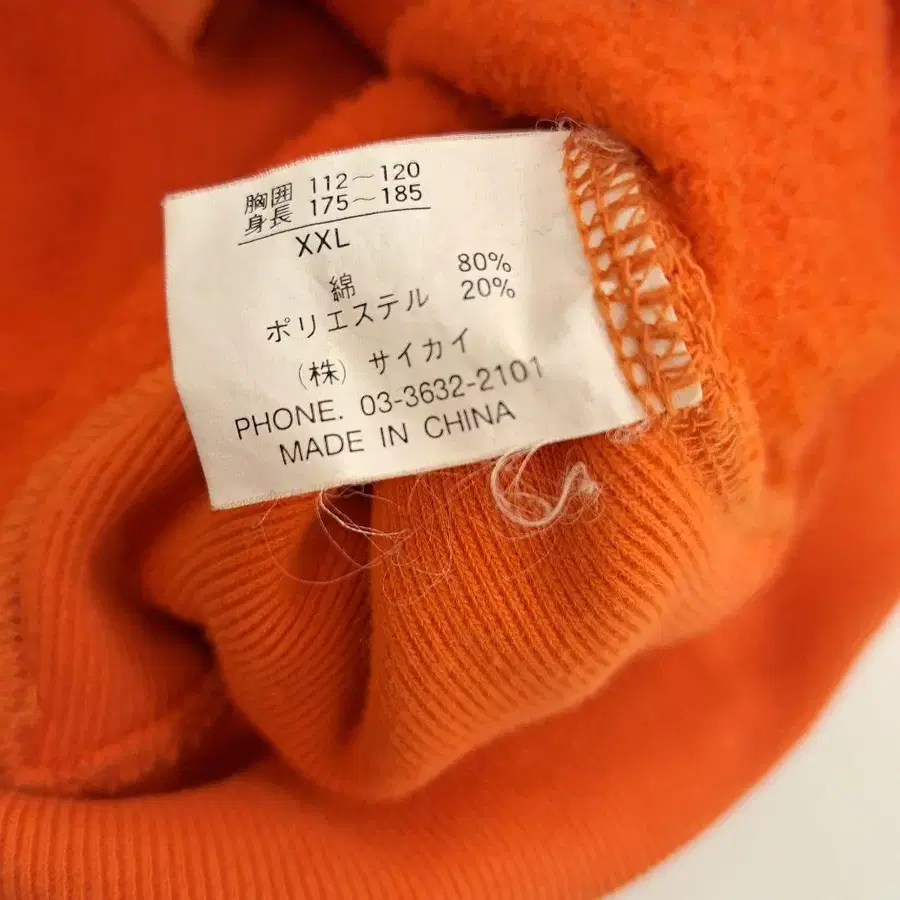 胸囲 112～120
身長 175～185
XXL
綿 80%
ポリエステル 20%
(株) サイカイ
PHONE. 03-3632-2101
MADE IN CHINA